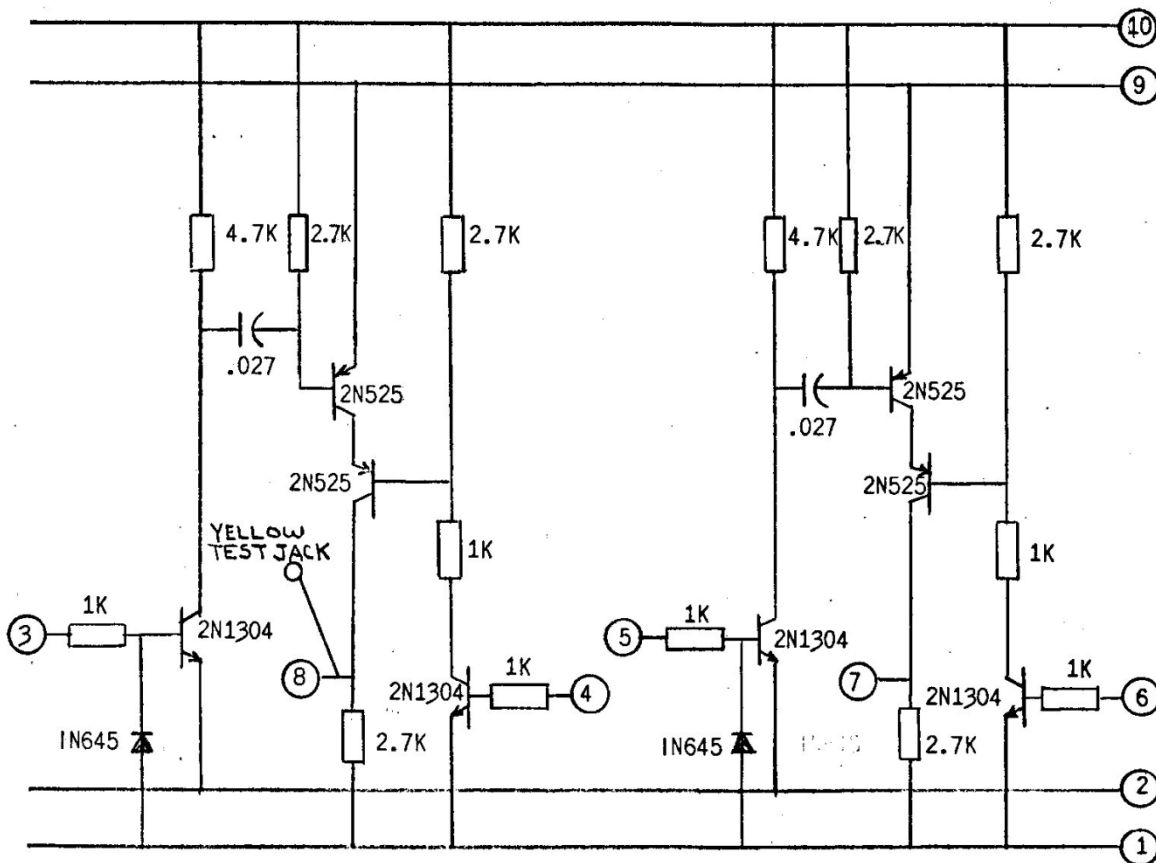 10
9
4.7K
2.7K
2.7K
4.7K
2.7K
2.7K
.027
2N525
2N525
.027
2N525
2N525
YELLOW
TEST JACK
1K
1K
3
1K
2N1304
5
1K
2N1304
8
2N1304
1K
4
7
2N1304
1K
6
IN645
2.7K
IN645
2.7K
2
1